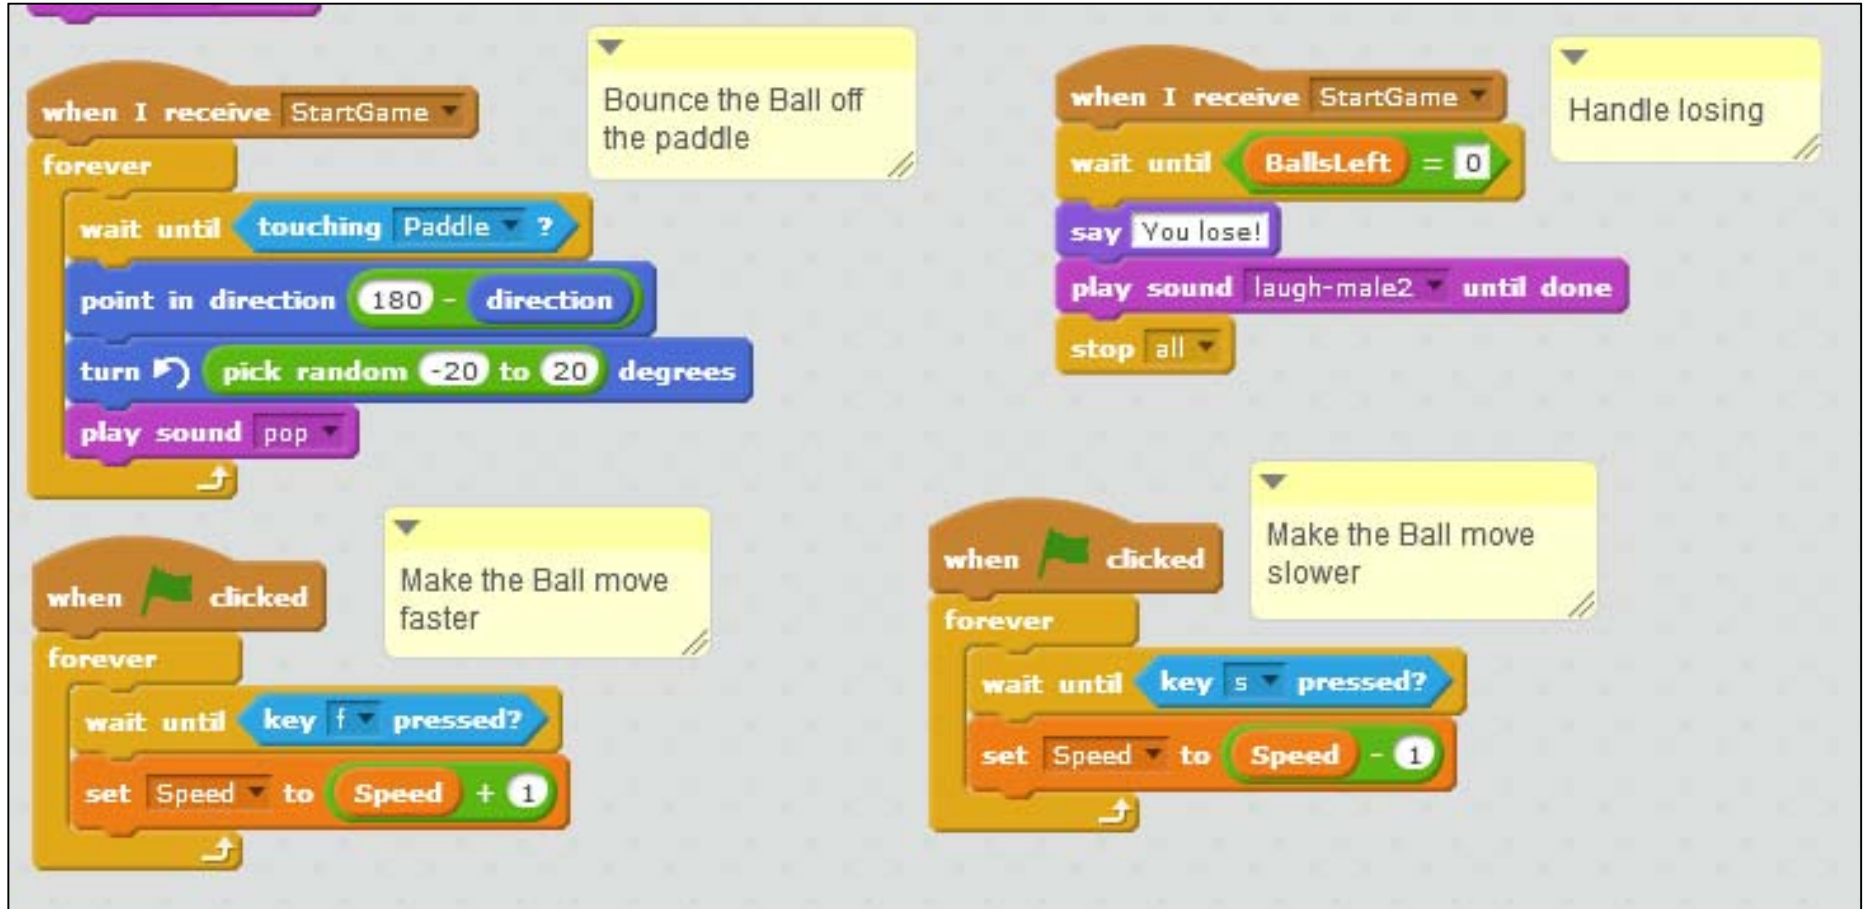 when I receive StartGame
forever
wait until touching Paddle ?
point in direction 180 - direction
turn pick random -20 to 20 degrees
play sound pop
Bounce the Ball off
the paddle
when I receive StartGame
wait until BallsLeft = 0
say You lose!
play sound laugh-male2 until done
stop all
Handle losing
when clicked
forever
wait until key f pressed?
set Speed to Speed + 1
Make the Ball move
faster
when clicked
forever
wait until key s pressed?
set Speed to Speed - 1
Make the Ball move
slower